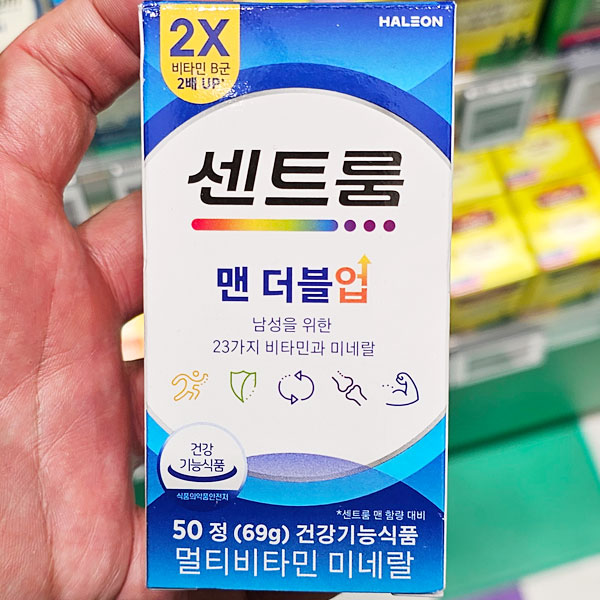 HALEON
2X
비타민 B군
2배 UP!
센트룸
맨 더블업
남성을 위한
23가지 비타민과 미네랄
건강
기능식품
식품의약품안전처
*센트룸 맨 함량 대비
50 정 (69g) 건강기능식품
멀티비타민 미네랄